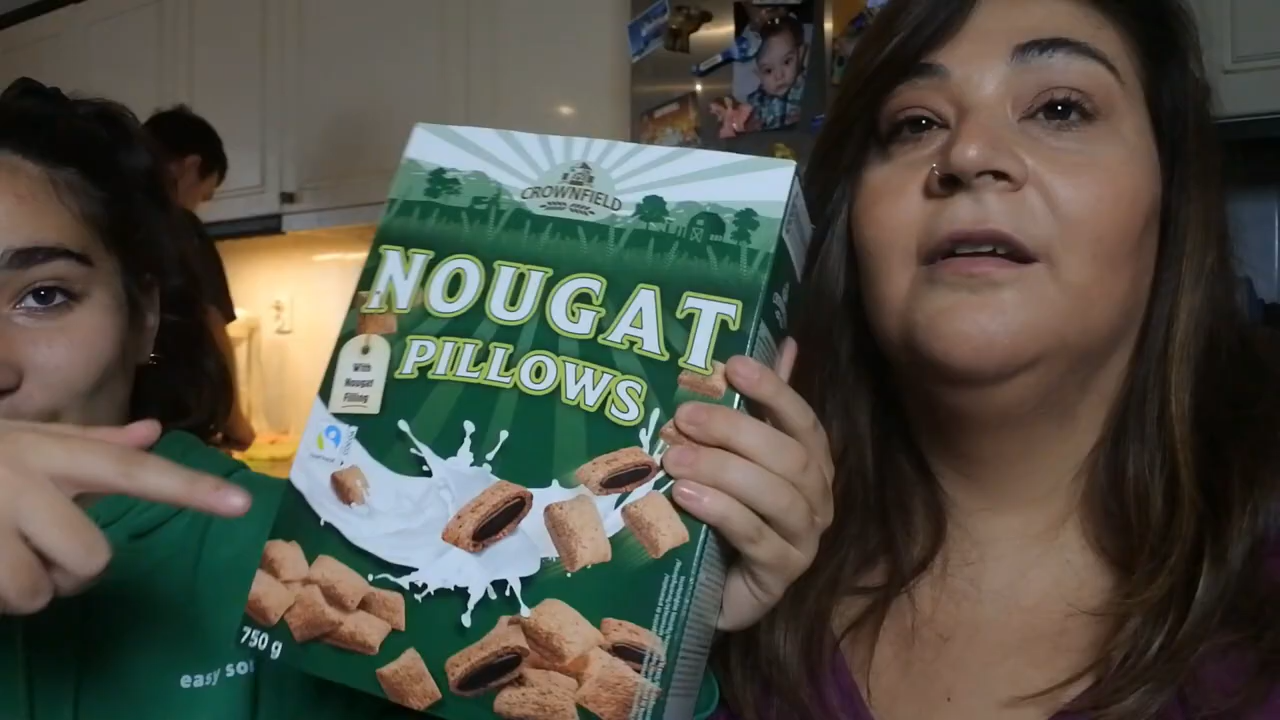 CROWNFIELD
NOUGAT
PILLOWS
With
Nougat
Filling
750 g
easy so